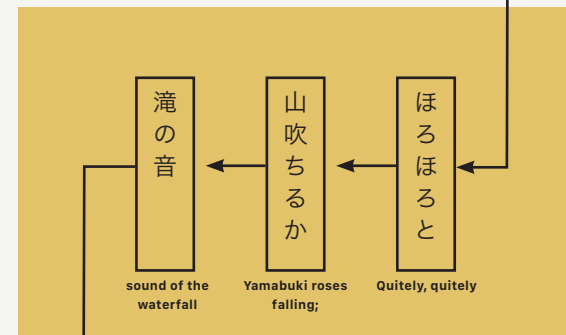 ほろほろと
山吹ちるか
滝の音
Quitely, quitely
Yamabuki roses
falling;
sound of the
waterfall